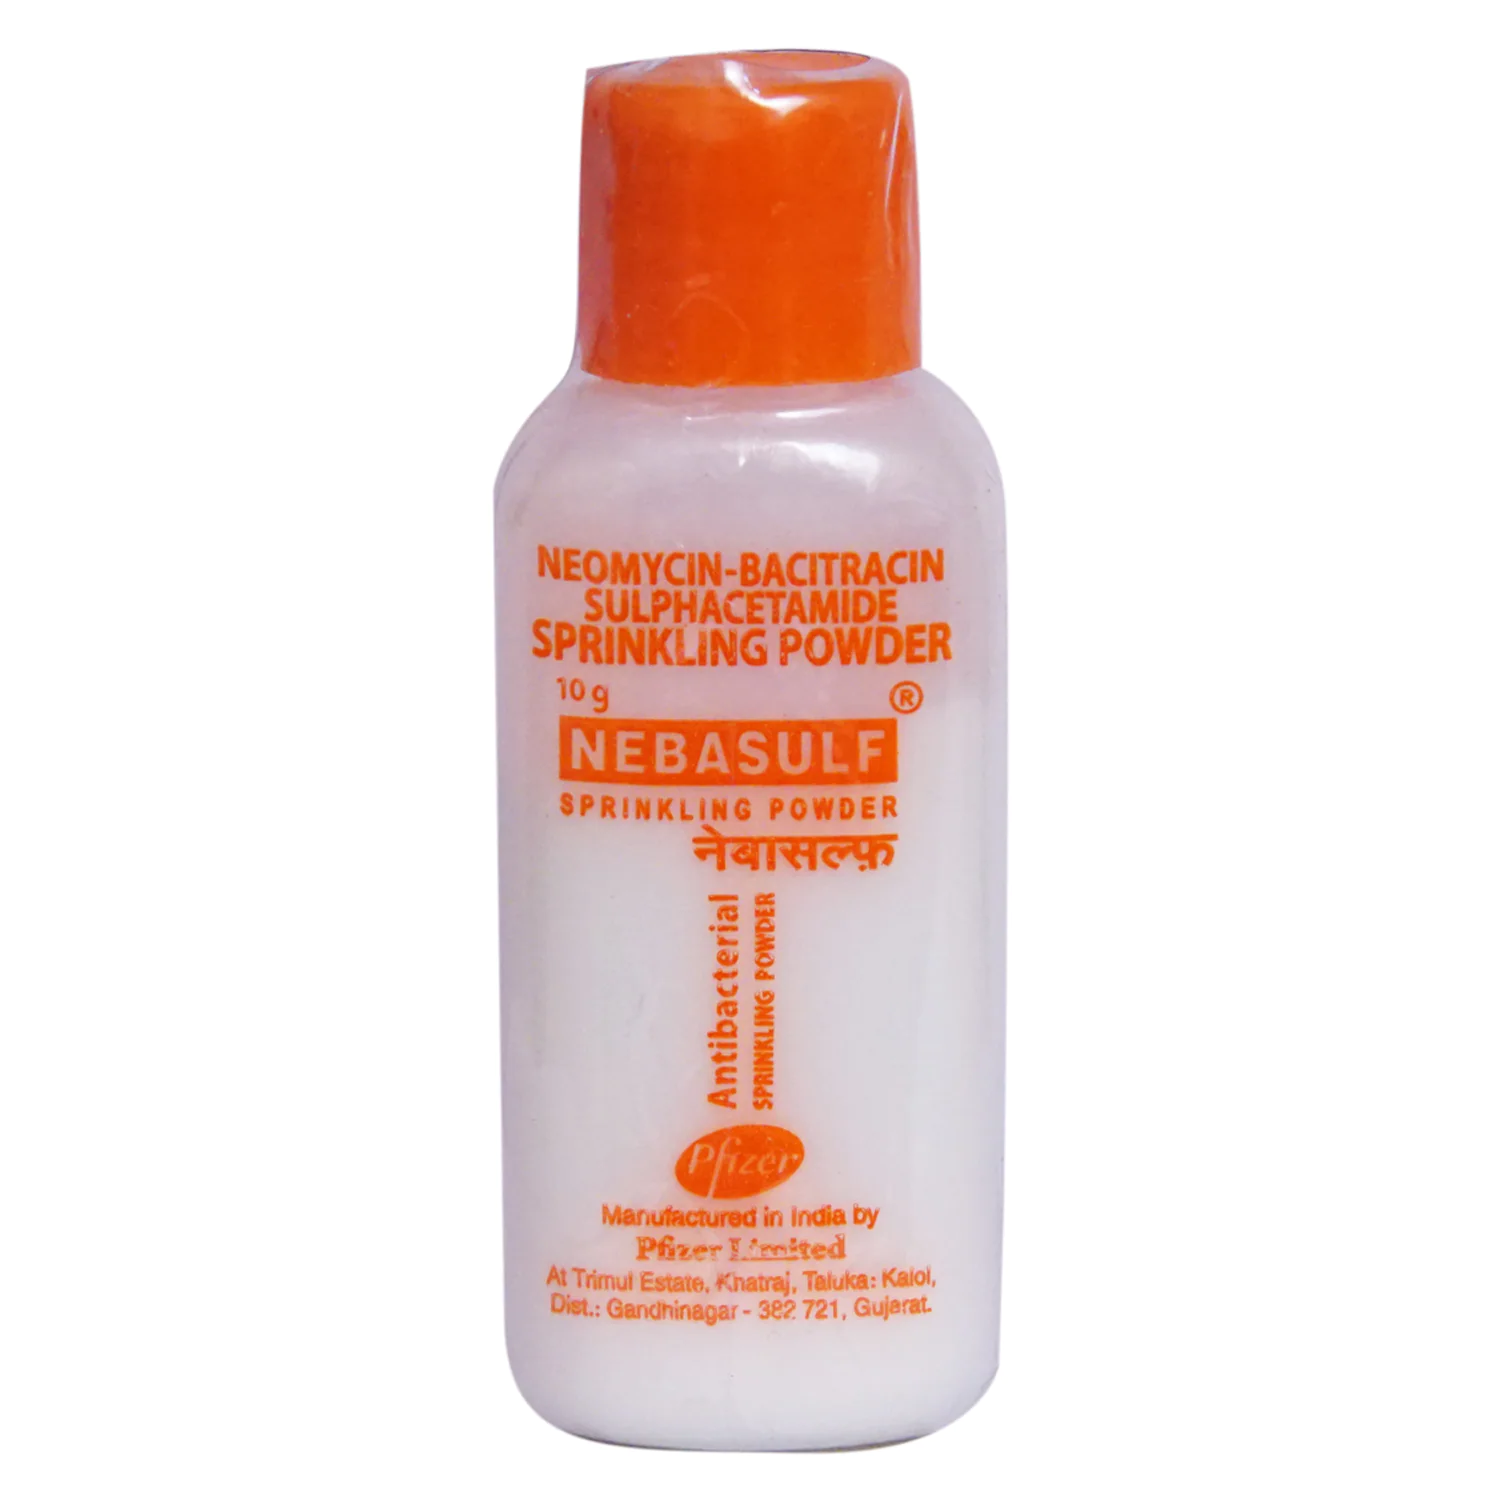 NEOMYCIN-BACITRACIN
SULPHACETAMIDE
SPRINKLING POWDER
10 g ®
NEBASULF
SPRINKLING POWDER
नेबासल्फ़
Antibacterial
SPRINKLING POWDER
Pfizer
Manufactured in India by
Pfizer Limited
At Trimul Estate, Khatraj, Taluka: Kalol,
Dist.: Gandhinagar - 382 721, Gujarat.